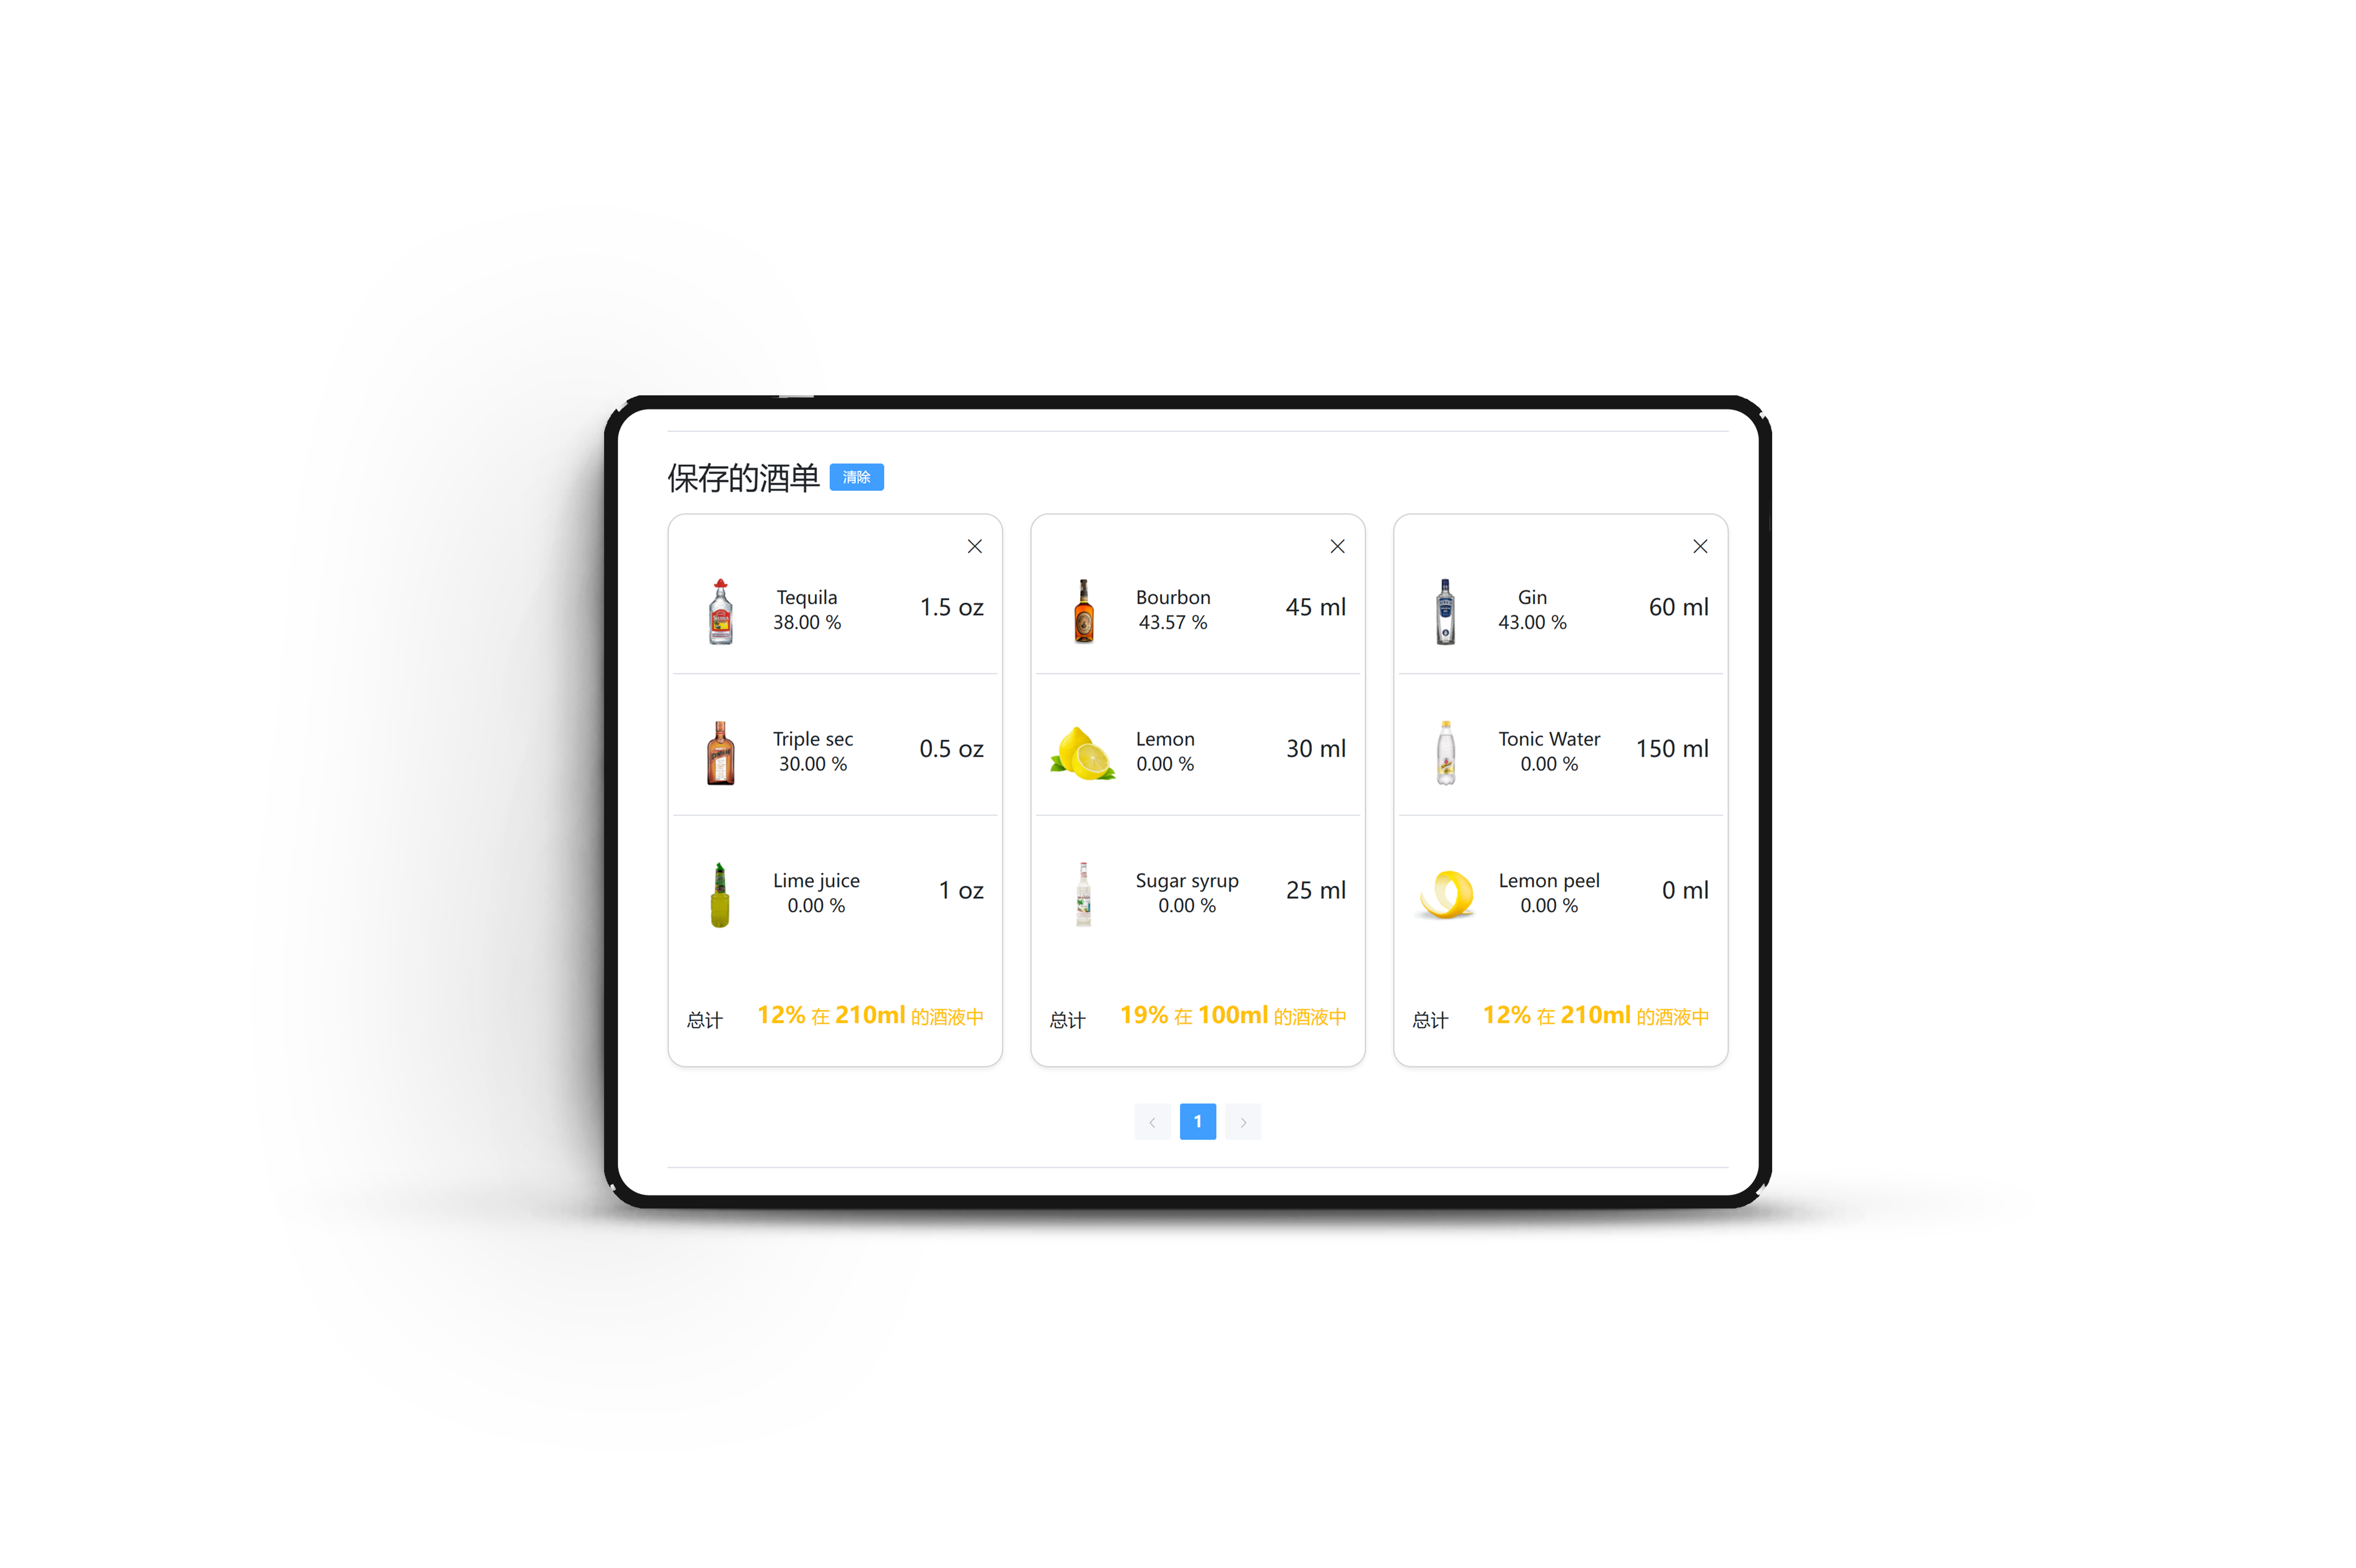 保存的酒单 清除
Tequila
38.00 %
1.5 oz
Triple sec
30.00 %
0.5 oz
Lime juice
0.00 %
1 oz
总计 12% 在 210ml 的酒液中
Bourbon
43.57 %
45 ml
Lemon
0.00 %
30 ml
Sugar syrup
0.00 %
25 ml
总计 19% 在 100ml 的酒液中
Gin
43.00 %
60 ml
Tonic Water
0.00 %
150 ml
Lemon peel
0.00 %
0 ml
总计 12% 在 210ml 的酒液中
1